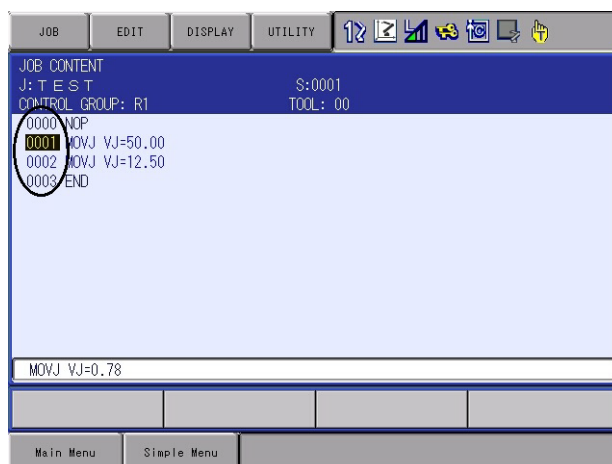 JOB EDIT DISPLAY UTILITY
JOB CONTENT
J:TEST S:0001
CONTROL GROUP: R1 TOOL: 00
0000 NOP
0001 MOVJ VJ=50.00
0002 MOVJ VJ=12.50
0003 END
MOVJ VJ=0.78
Main Menu Simple Menu